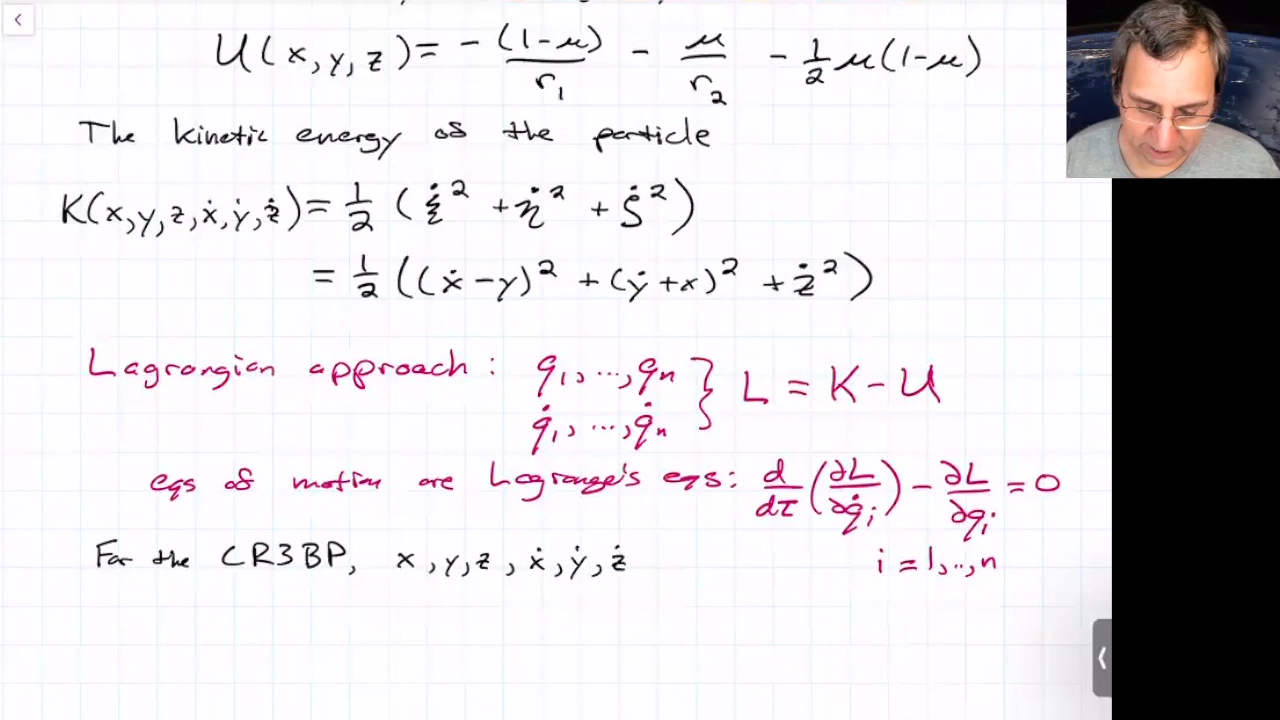 U(x,y,z) = - (1-μ)/r₁ - μ/r₂ - ½μ(1-μ)
The kinetic energy of the particle
K(x,y,z,ẋ,ẏ,ż) = ½ (ξ̇² + η̇² + ζ̇²)
= ½ ((ẋ-y)² + (ẏ+x)² + ż²)
Lagrangian approach: q₁,...,qₙ } L = K - U
q̇₁,...,q̇ₙ
eqs of motion are Lagrange's eqs: d/dτ (∂L/∂q̇ᵢ) - ∂L/∂qᵢ = 0
For the CR3BP, x,y,z,ẋ,ẏ,ż i=1,..,n